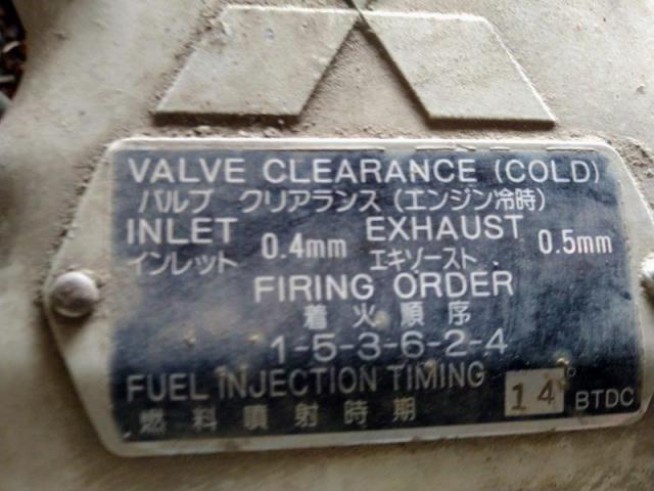 VALVE CLEARANCE (COLD)
バルブ クリアランス (エンジン冷時)
INLET 0.4mm EXHAUST 0.5mm
インレット エキゾースト
FIRING ORDER
着火順序
1-5-3-6-2-4
FUEL INJECTION TIMING 14° BTDC
燃料噴射時期